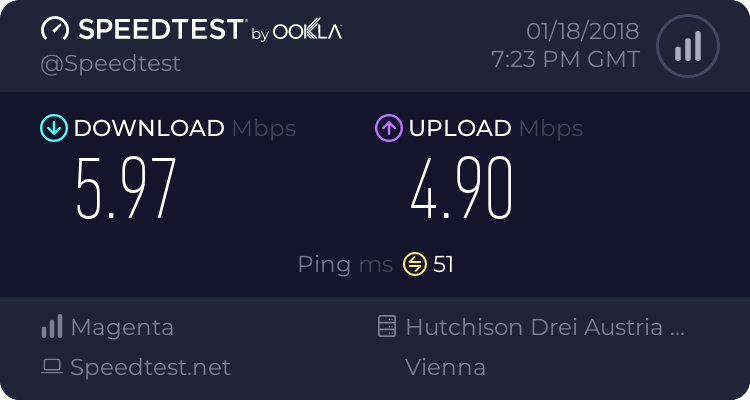 SPEEDTEST by OOKLA
@Speedtest
01/18/2018
7:23 PM GMT
DOWNLOAD Mbps
5.97
UPLOAD Mbps
4.90
Ping ms 51
Magenta
Speedtest.net
Hutchison Drei Austria ...
Vienna